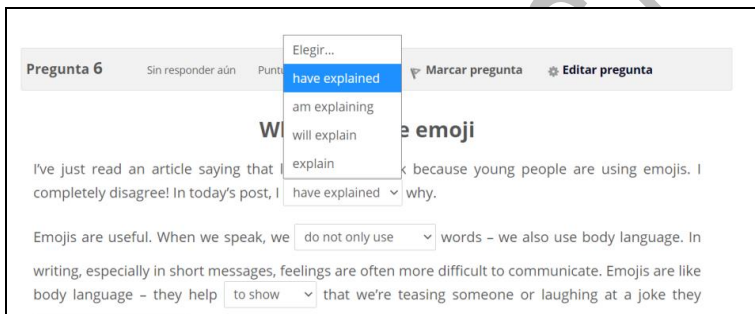 Elegir...
Pregunta 6 Sin responder aún Punt Marcar pregunta Editar pregunta
have explained
am explaining
will explain
explain
W e emoji
I've just read an article saying that because young people are using emojis. I
completely disagree! In today's post, I have explained why.
Emojis are useful. When we speak, we do not only use words – we also use body language. In
writing, especially in short messages, feelings are often more difficult to communicate. Emojis are like
body language – they help to show that we're teasing someone or laughing at a joke they